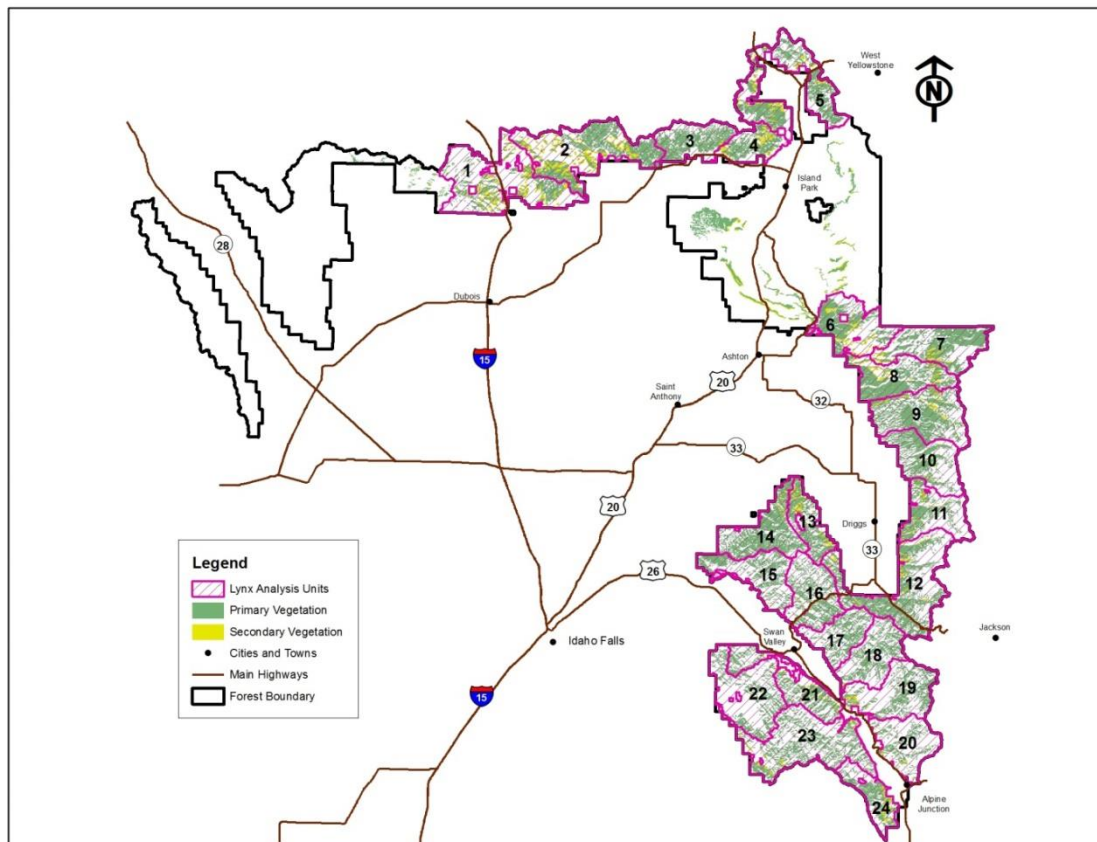 West
Yellowstone
N
5
2
3
4
1
Island
Park
28
Dubois
6
7
15
Ashton
8
20
Saint
Anthony
32
9
33
10
20
11
13
Driggs
14
33
Legend
Lynx Analysis Units
Primary Vegetation
Secondary Vegetation
Cities and Towns
Main Highways
Forest Boundary
26
15
12
16
Idaho Falls
Swan
Valley
17
18
Jackson
15
22
21
19
23
20
24
Alpine
Junction